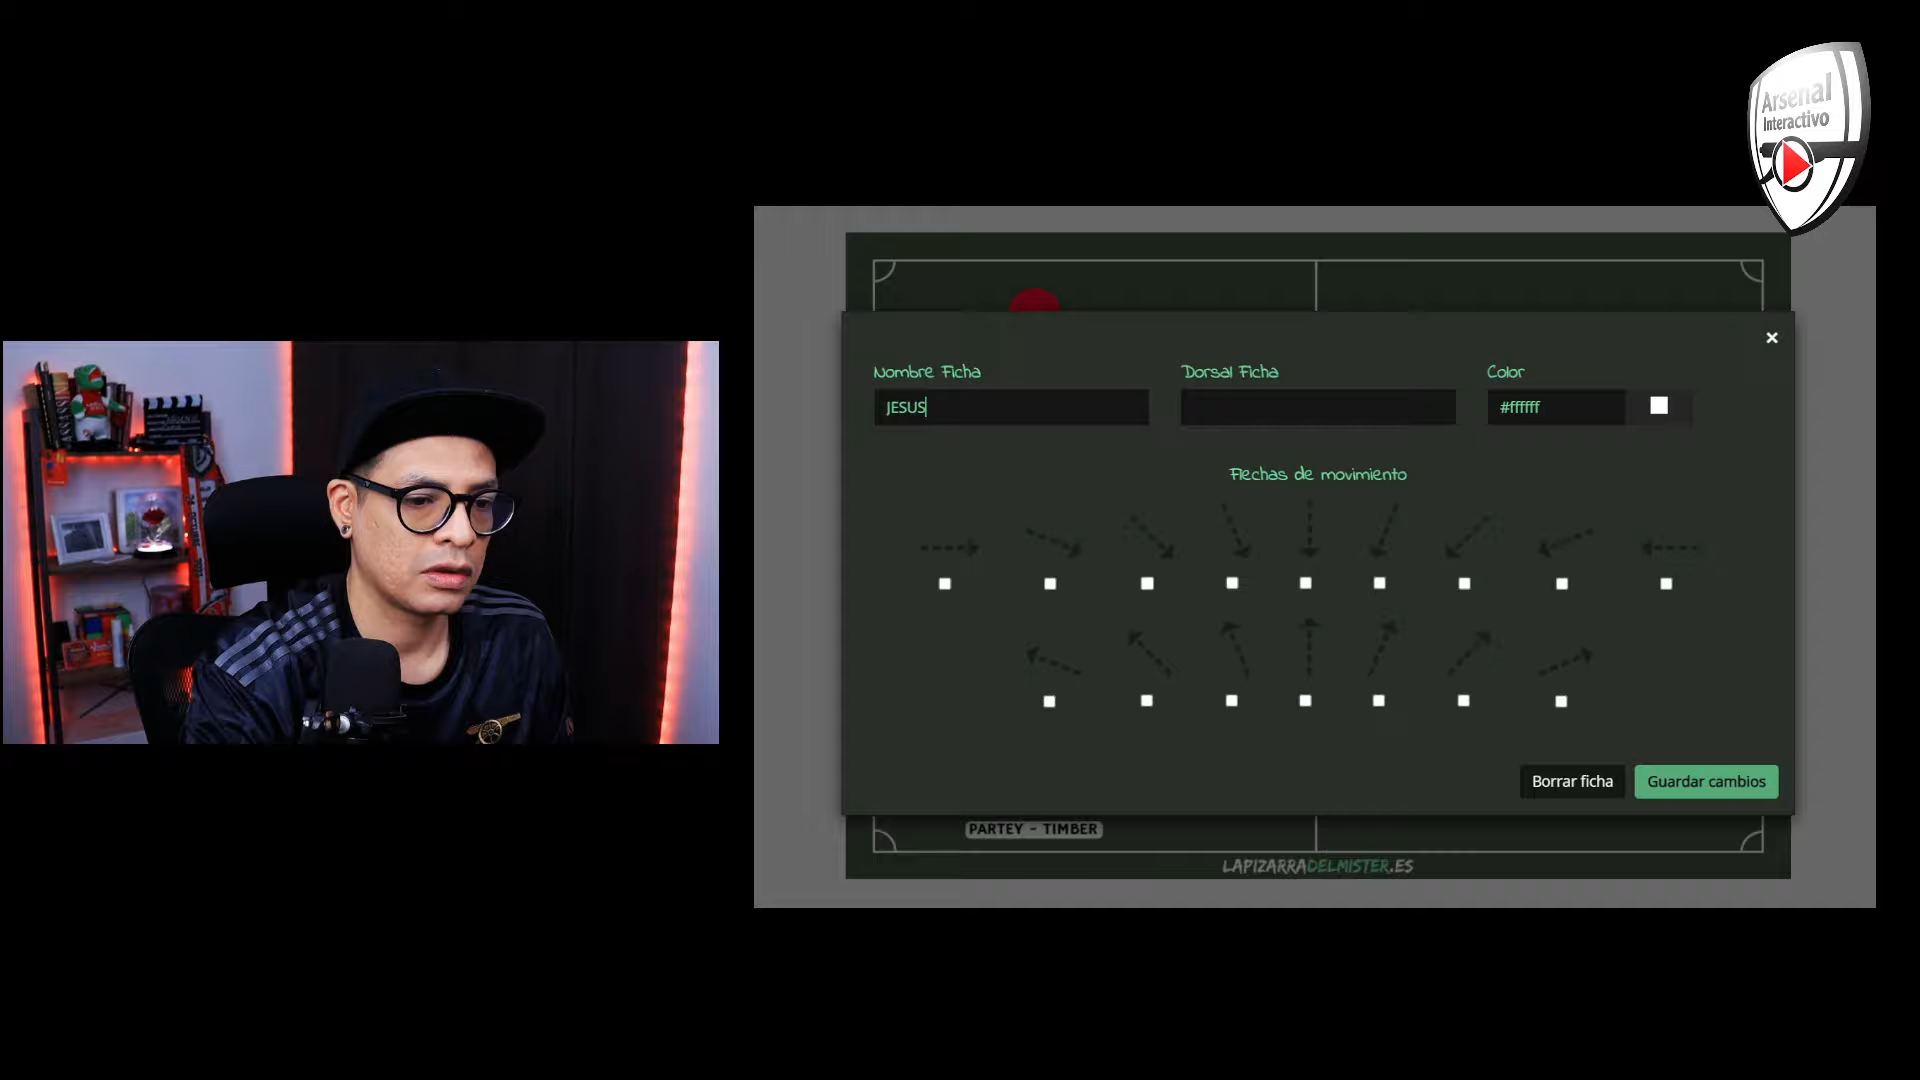 Arsenal
Interactivo
Nombre Ficha
Dorsal Ficha
Color
JESUS
#ffffff
Flechas de movimiento
Borrar ficha
Guardar cambios
PARTEY - TIMBER
LAPIZARRADELMISTER.ES